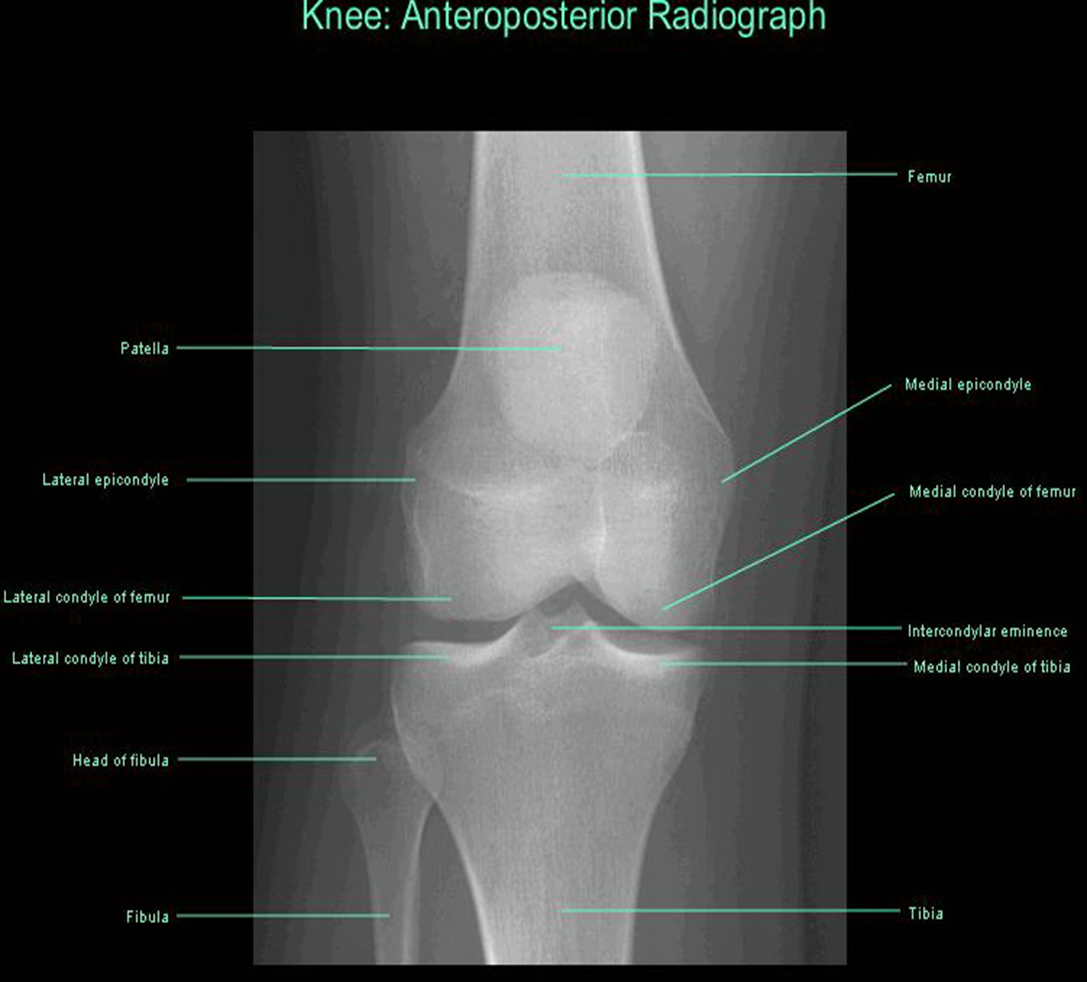 Knee: Anteroposterior Radiograph
Femur
Patella
Medial epicondyle
Lateral epicondyle
Medial condyle of femur
Lateral condyle of femur
Intercondylar eminence
Lateral condyle of tibia
Medial condyle of tibia
Head of fibula
Fibula
Tibia